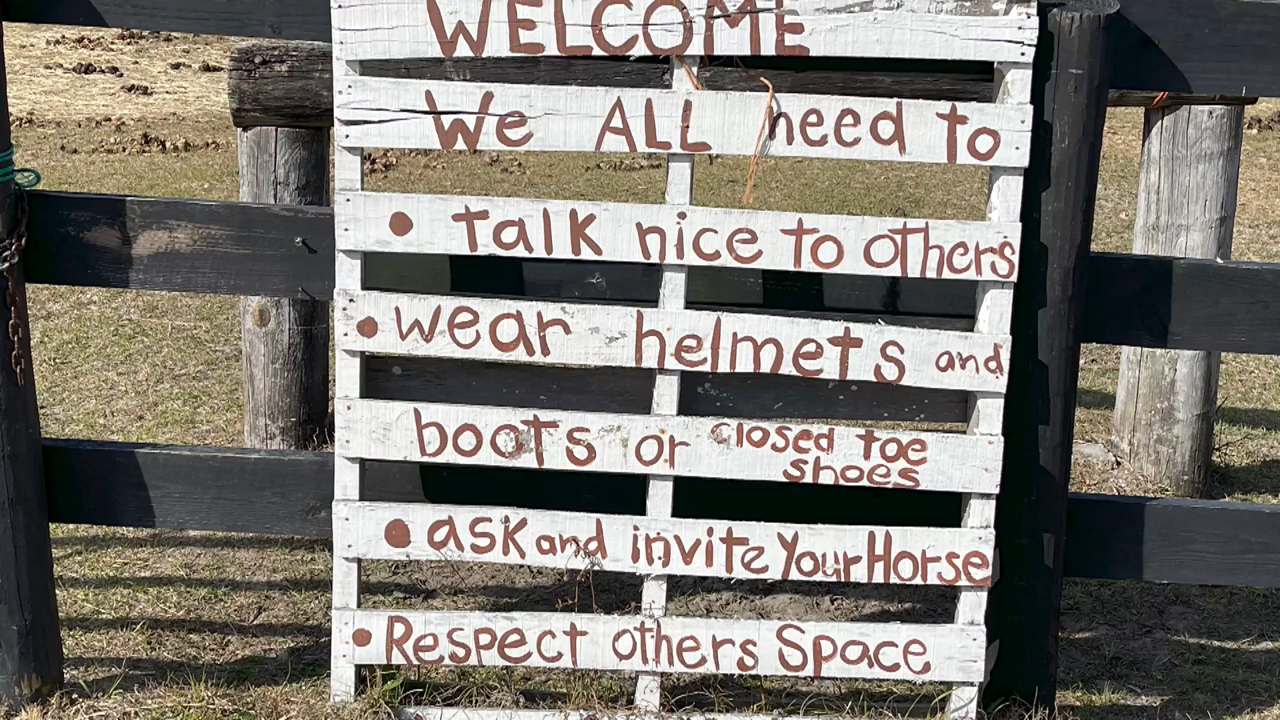 WELCOME
We ALL need to
• talk nice to others
• wear helmets and
boots or closed toe
shoes
• ask and invite Your Horse
• Respect others Space